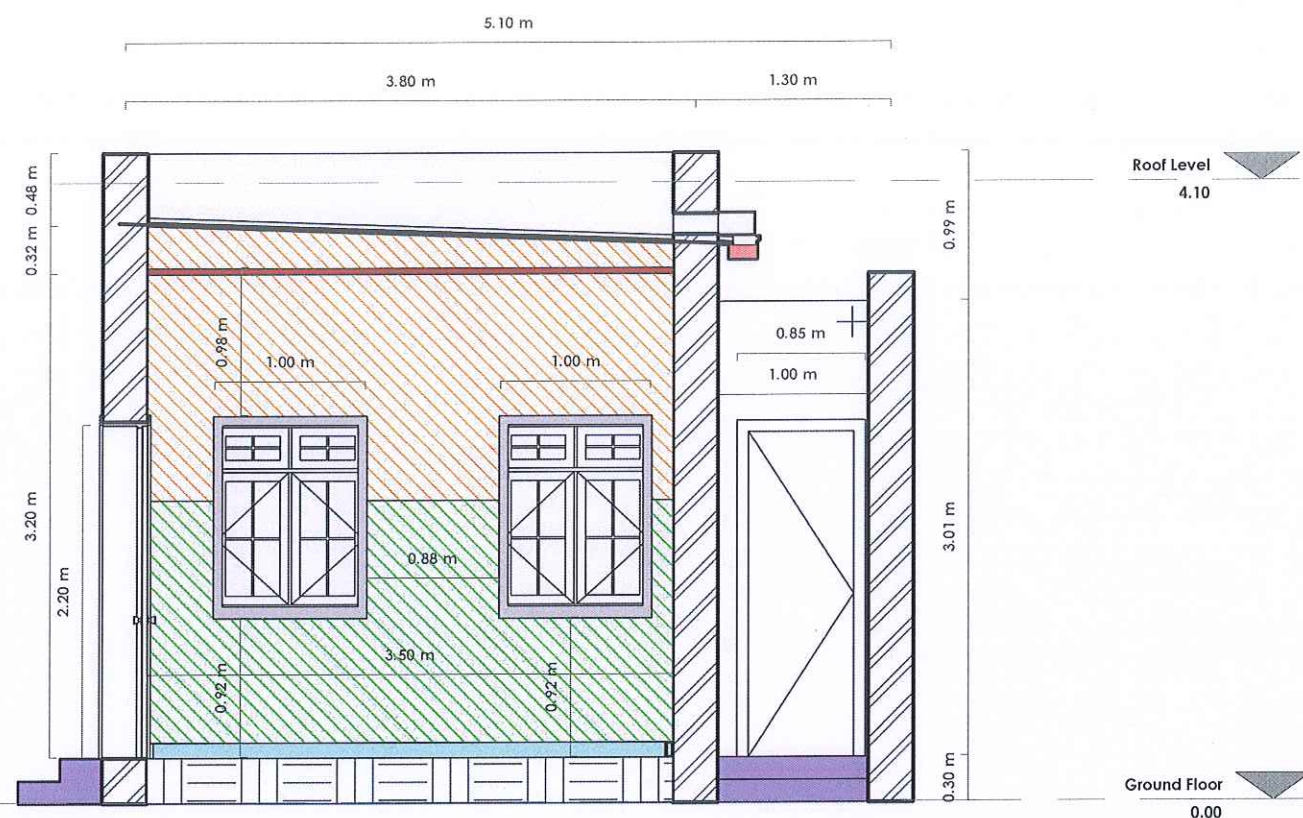 5.10 m
3.80 m
1.30 m
0.48 m
0.32 m
3.20 m
2.20 m
Roof Level
4.10
0.99 m
3.01 m
0.30 m
0.98 m
1.00 m
1.00 m
0.85 m
1.00 m
0.88 m
3.50 m
0.92 m
0.92 m
Ground Floor
0.00